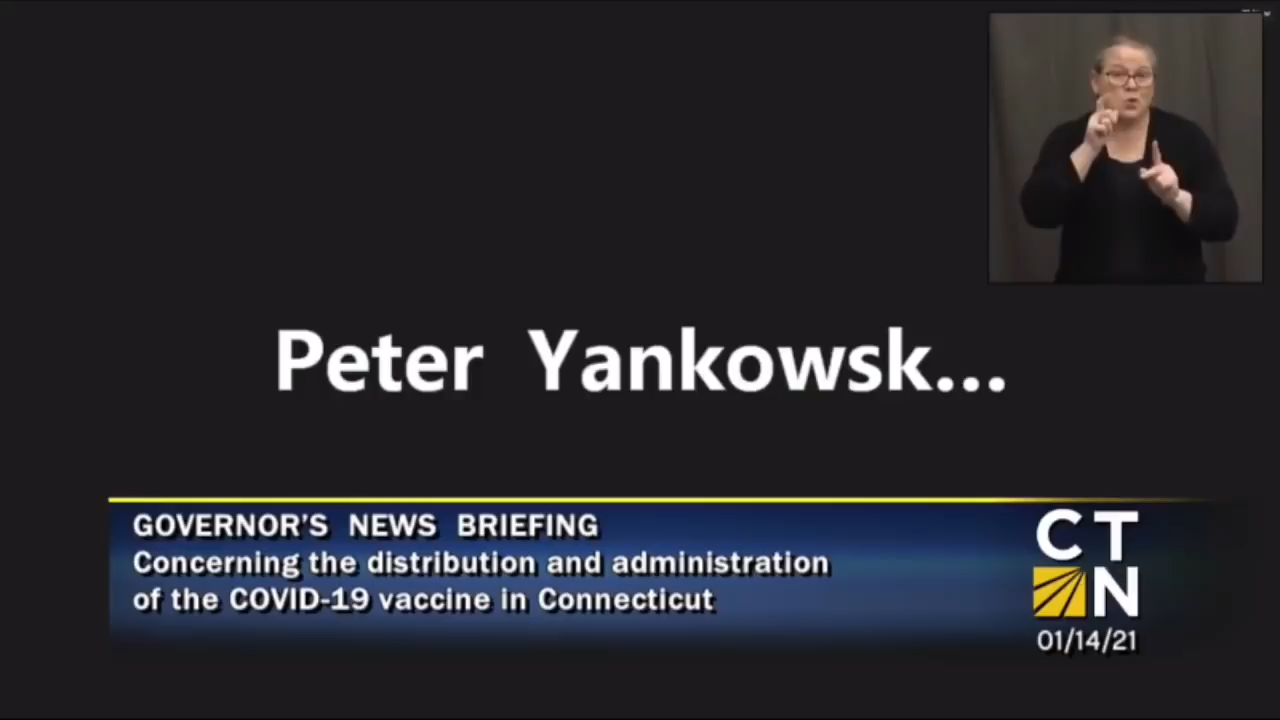 Peter Yankowsk...
GOVERNOR'S NEWS BRIEFING
Concerning the distribution and administration
of the COVID-19 vaccine in Connecticut
CT
N
01/14/21